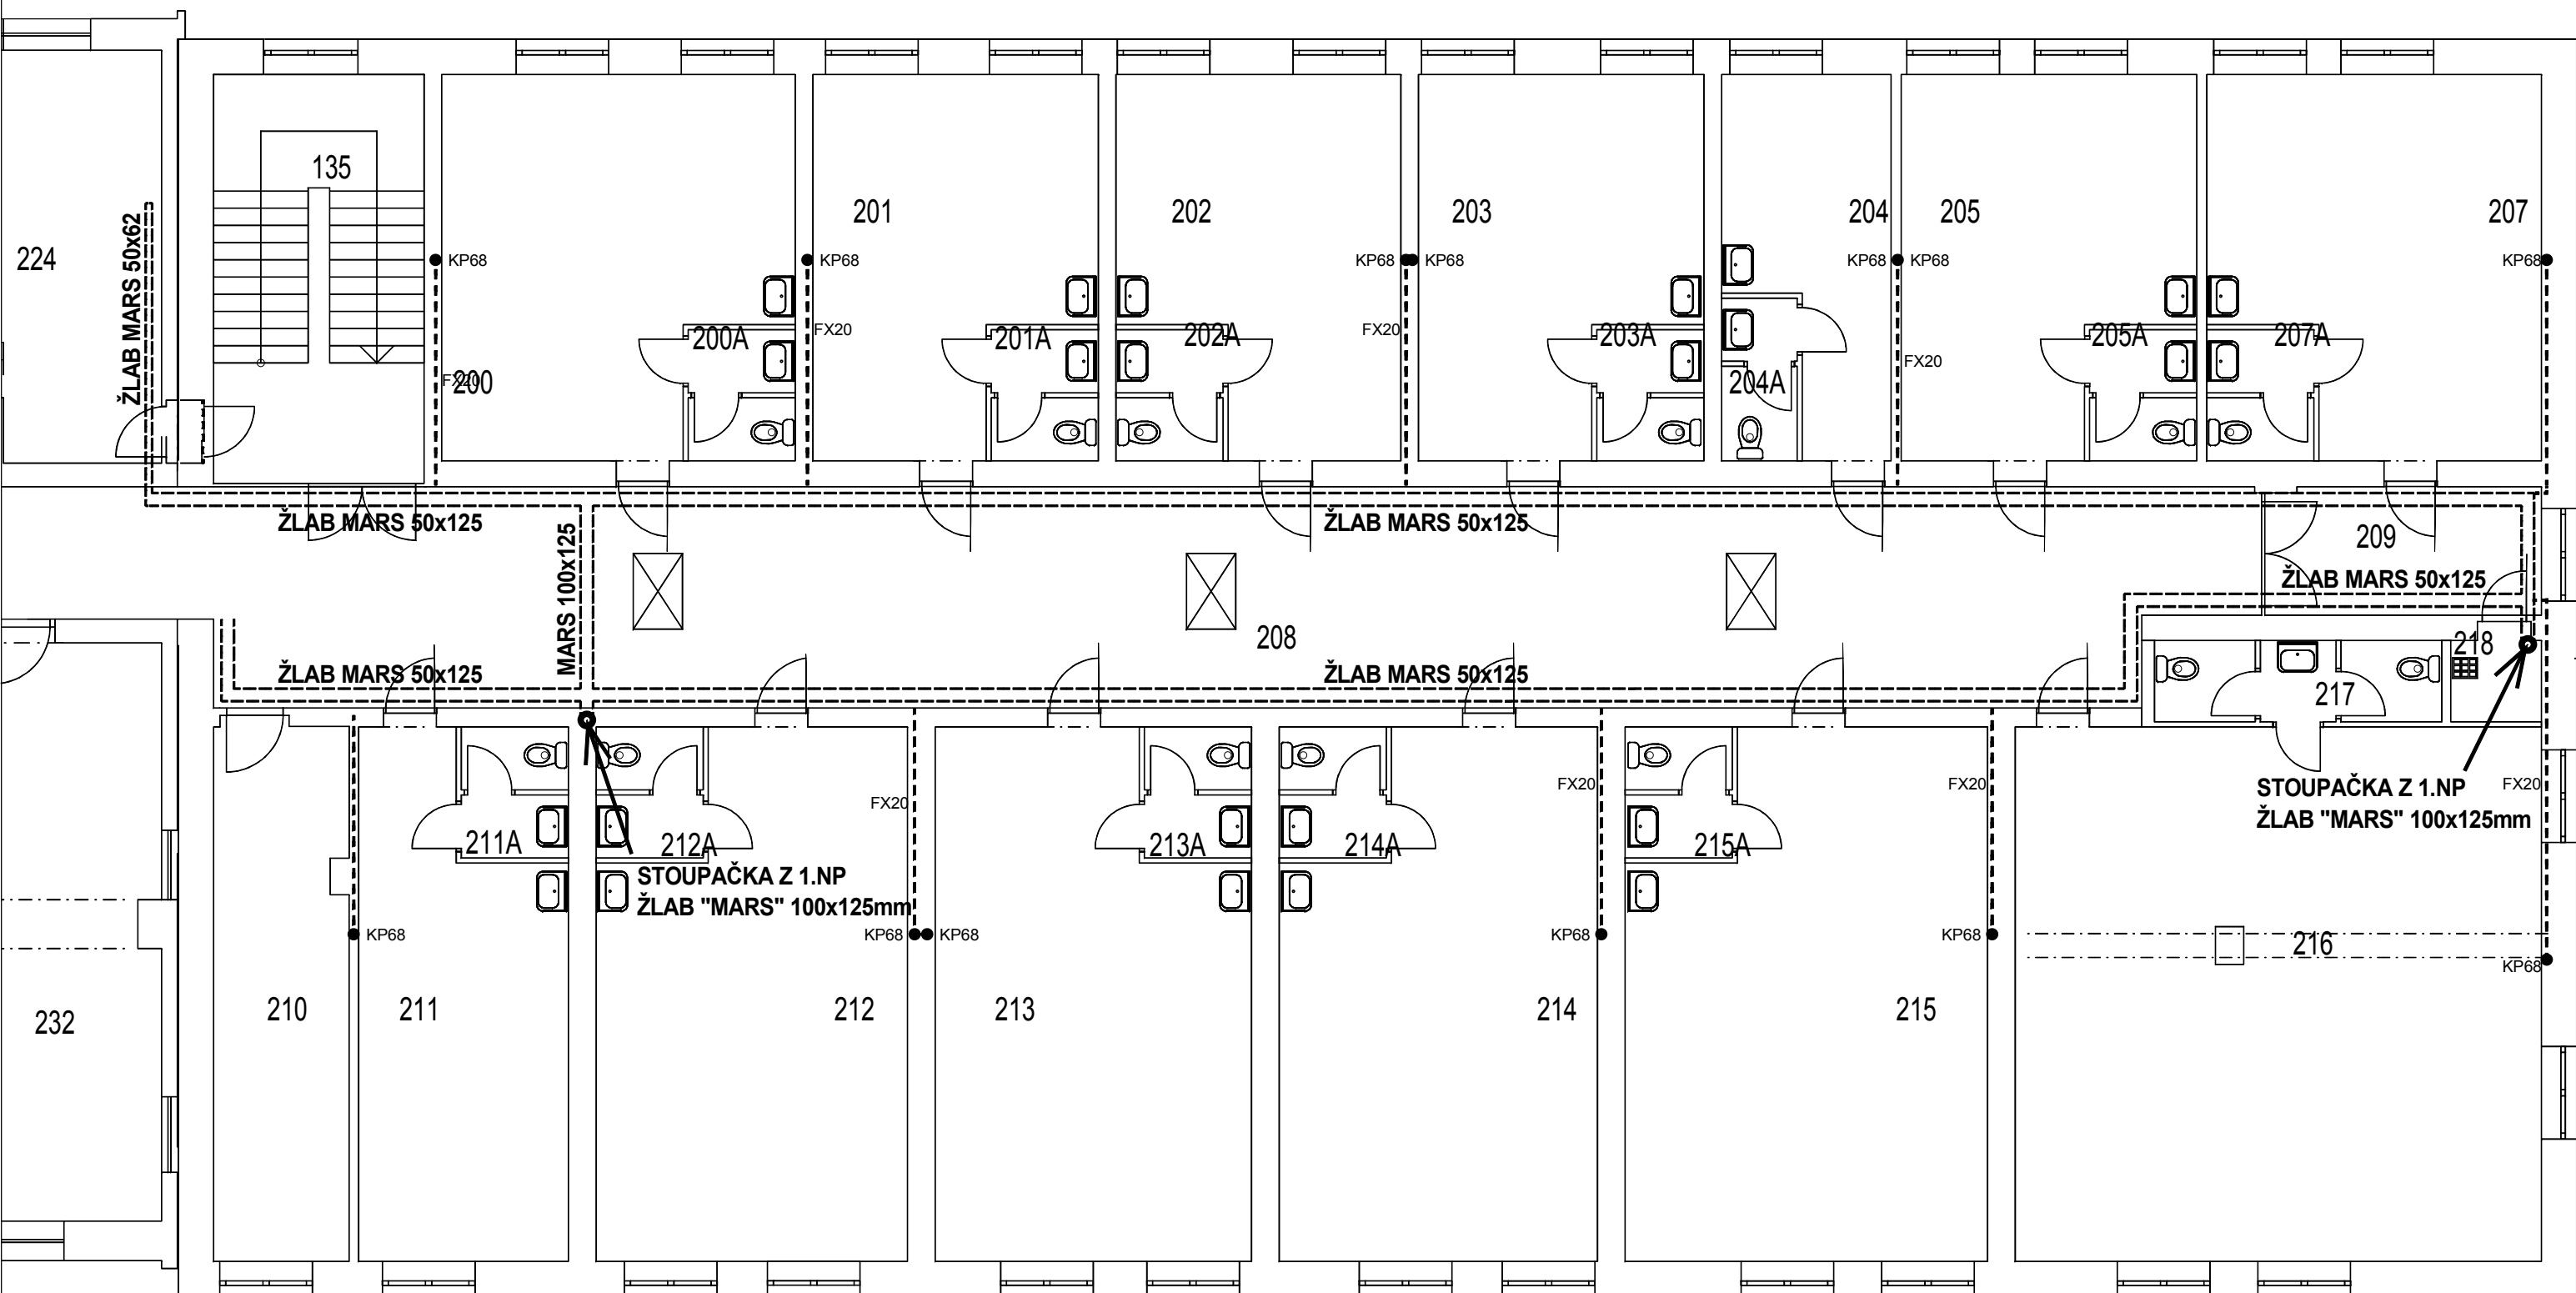 135
201
202
203
204
205
207
224
ŽLAB MARS 50x62
KP68
KP68
KP68
KP68
KP68
KP68
KP68
FX20
FX20
FX20
FX20
200
200A
201A
202A
203A
204A
205A
207A
ŽLAB MARS 50x125
ŽLAB MARS 50x125
MARS 100x125
209
ŽLAB MARS 50x125
208
218
ŽLAB MARS 50x125
ŽLAB MARS 50x125
217
STOUPAČKA Z 1.NP
ŽLAB "MARS" 100x125mm
FX20
FX20
FX20
FX20
211A
212A
213A
214A
215A
STOUPAČKA Z 1.NP
ŽLAB "MARS" 100x125mm
KP68
KP68
KP68
KP68
KP68
KP68
216
210
211
212
213
214
215
232